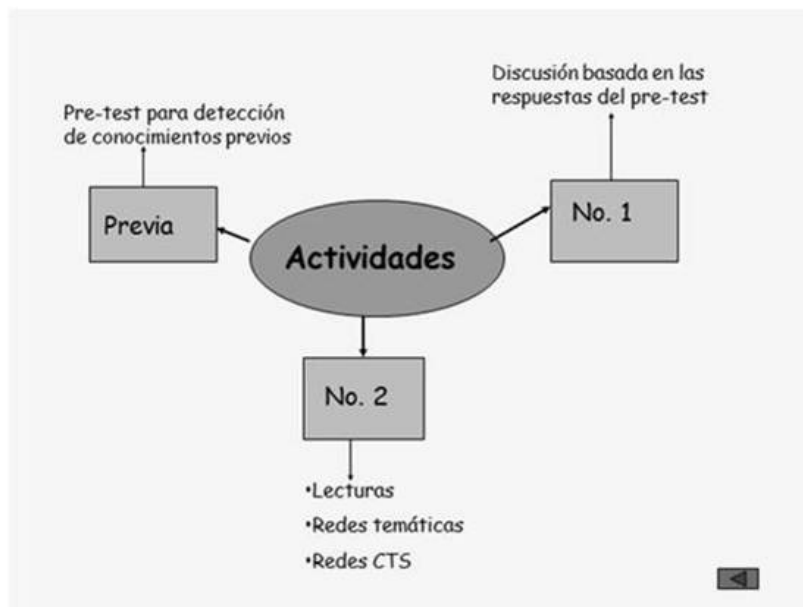 Discusión basada en las
respuestas del pre-test
Pre-test para detección
de conocimientos previos
Previa
No. 1
Actividades
No. 2
•Lecturas
•Redes temáticas
•Redes CTS